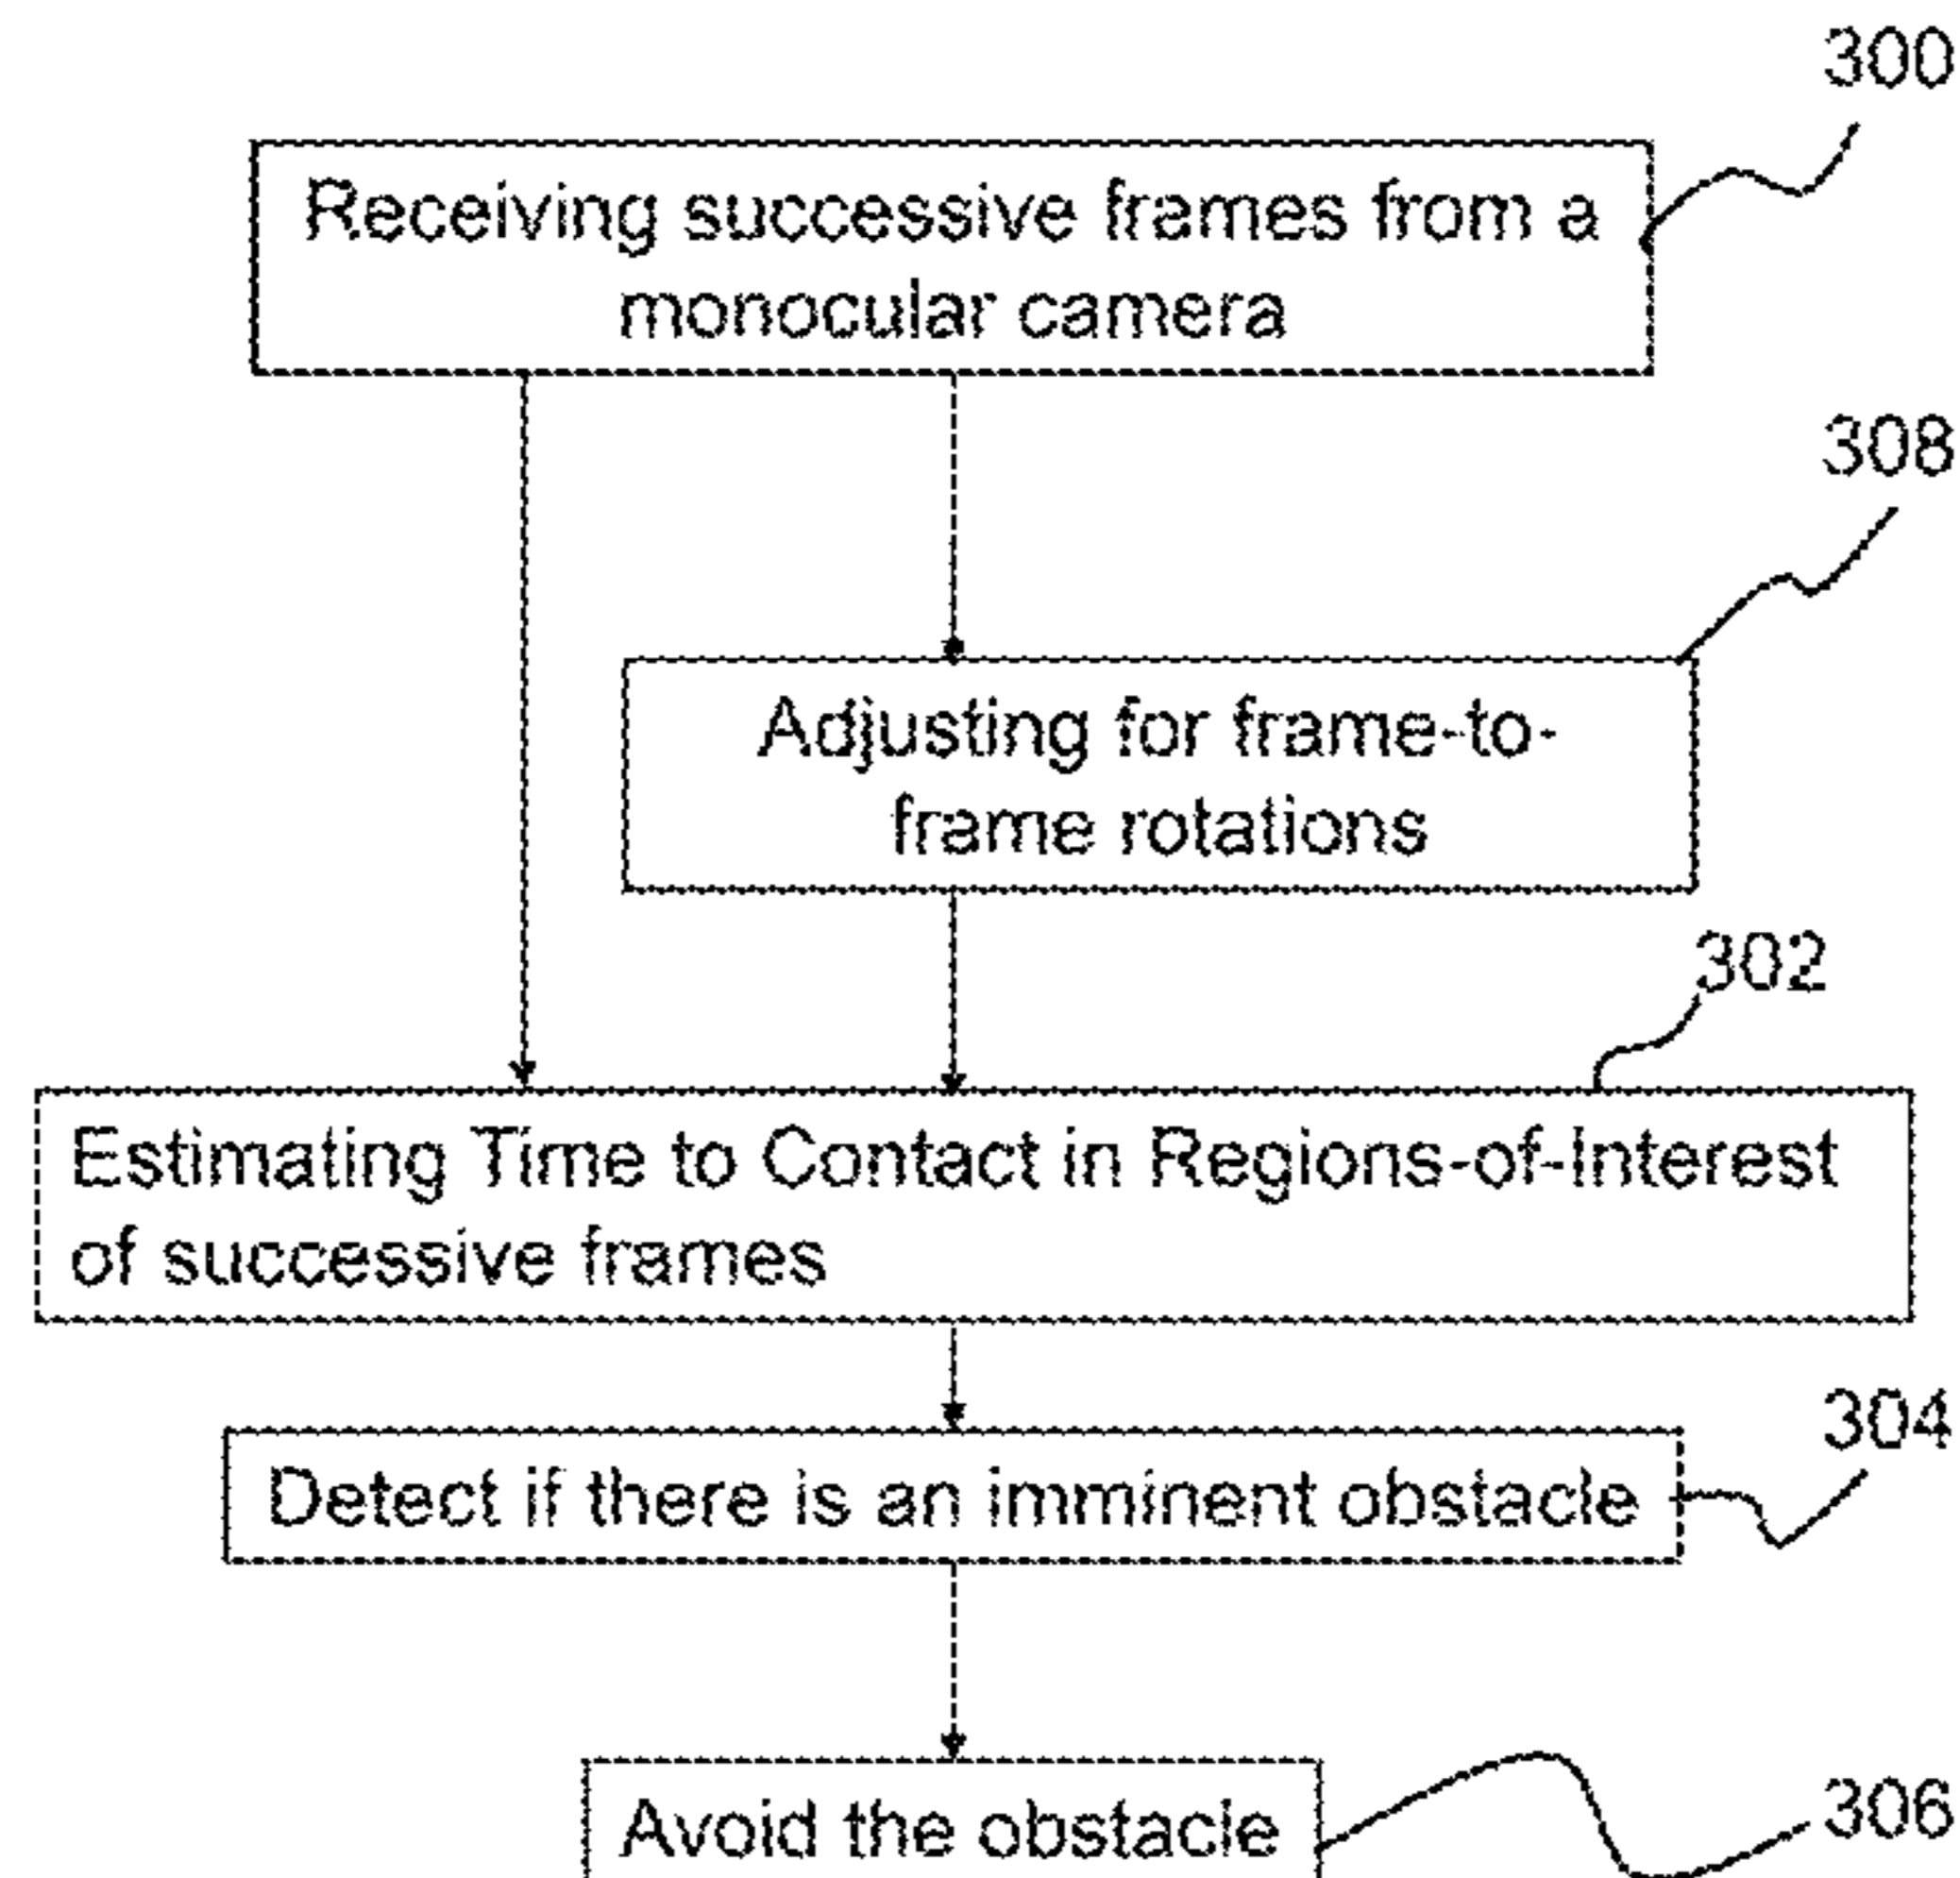 300
Receiving successive frames from a
monocular camera
308
Adjusting for frame-to-
frame rotations
302
Estimating Time to Contact in Regions-of-Interest
of successive frames
304
Detect if there is an imminent obstacle
306
Avoid the obstacle